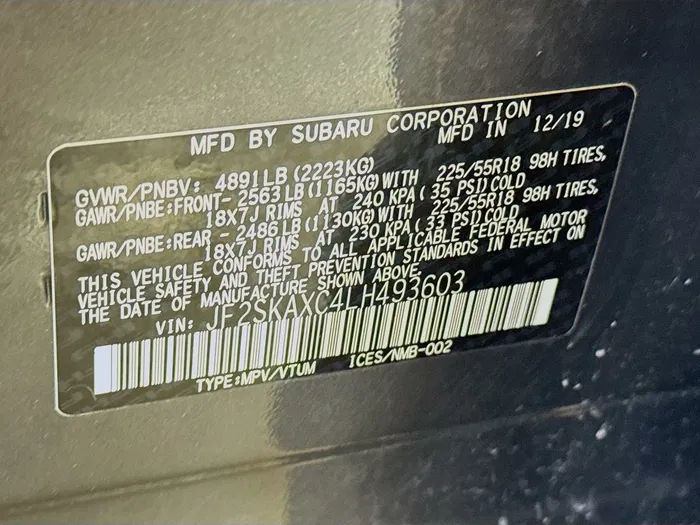 MFD BY SUBARU CORPORATION
MFD IN 12/19
GVWR/PNBV: 4891LB(2223KG)
GAWR/PNBE:FRONT- 2563LB(1165KG)WITH 225/55R18 98H TIRES,
18X7J RIMS AT 240 KPA( 35 PSI)COLD
GAWR/PNBE:REAR - 2486LB(1130KG)WITH 225/55R18 98H TIRES,
18X7J RIMS AT 230 KPA( 33 PSI)COLD
THIS VEHICLE CONFORMS TO ALL APPLICABLE FEDERAL MOTOR
VEHICLE SAFETY AND THEFT PREVENTION STANDARDS IN EFFECT ON
THE DATE OF MANUFACTURE SHOWN ABOVE.
VIN: JF2SKAXC4LH493603
TYPE:MPV/VTUM ICES/NMB-002